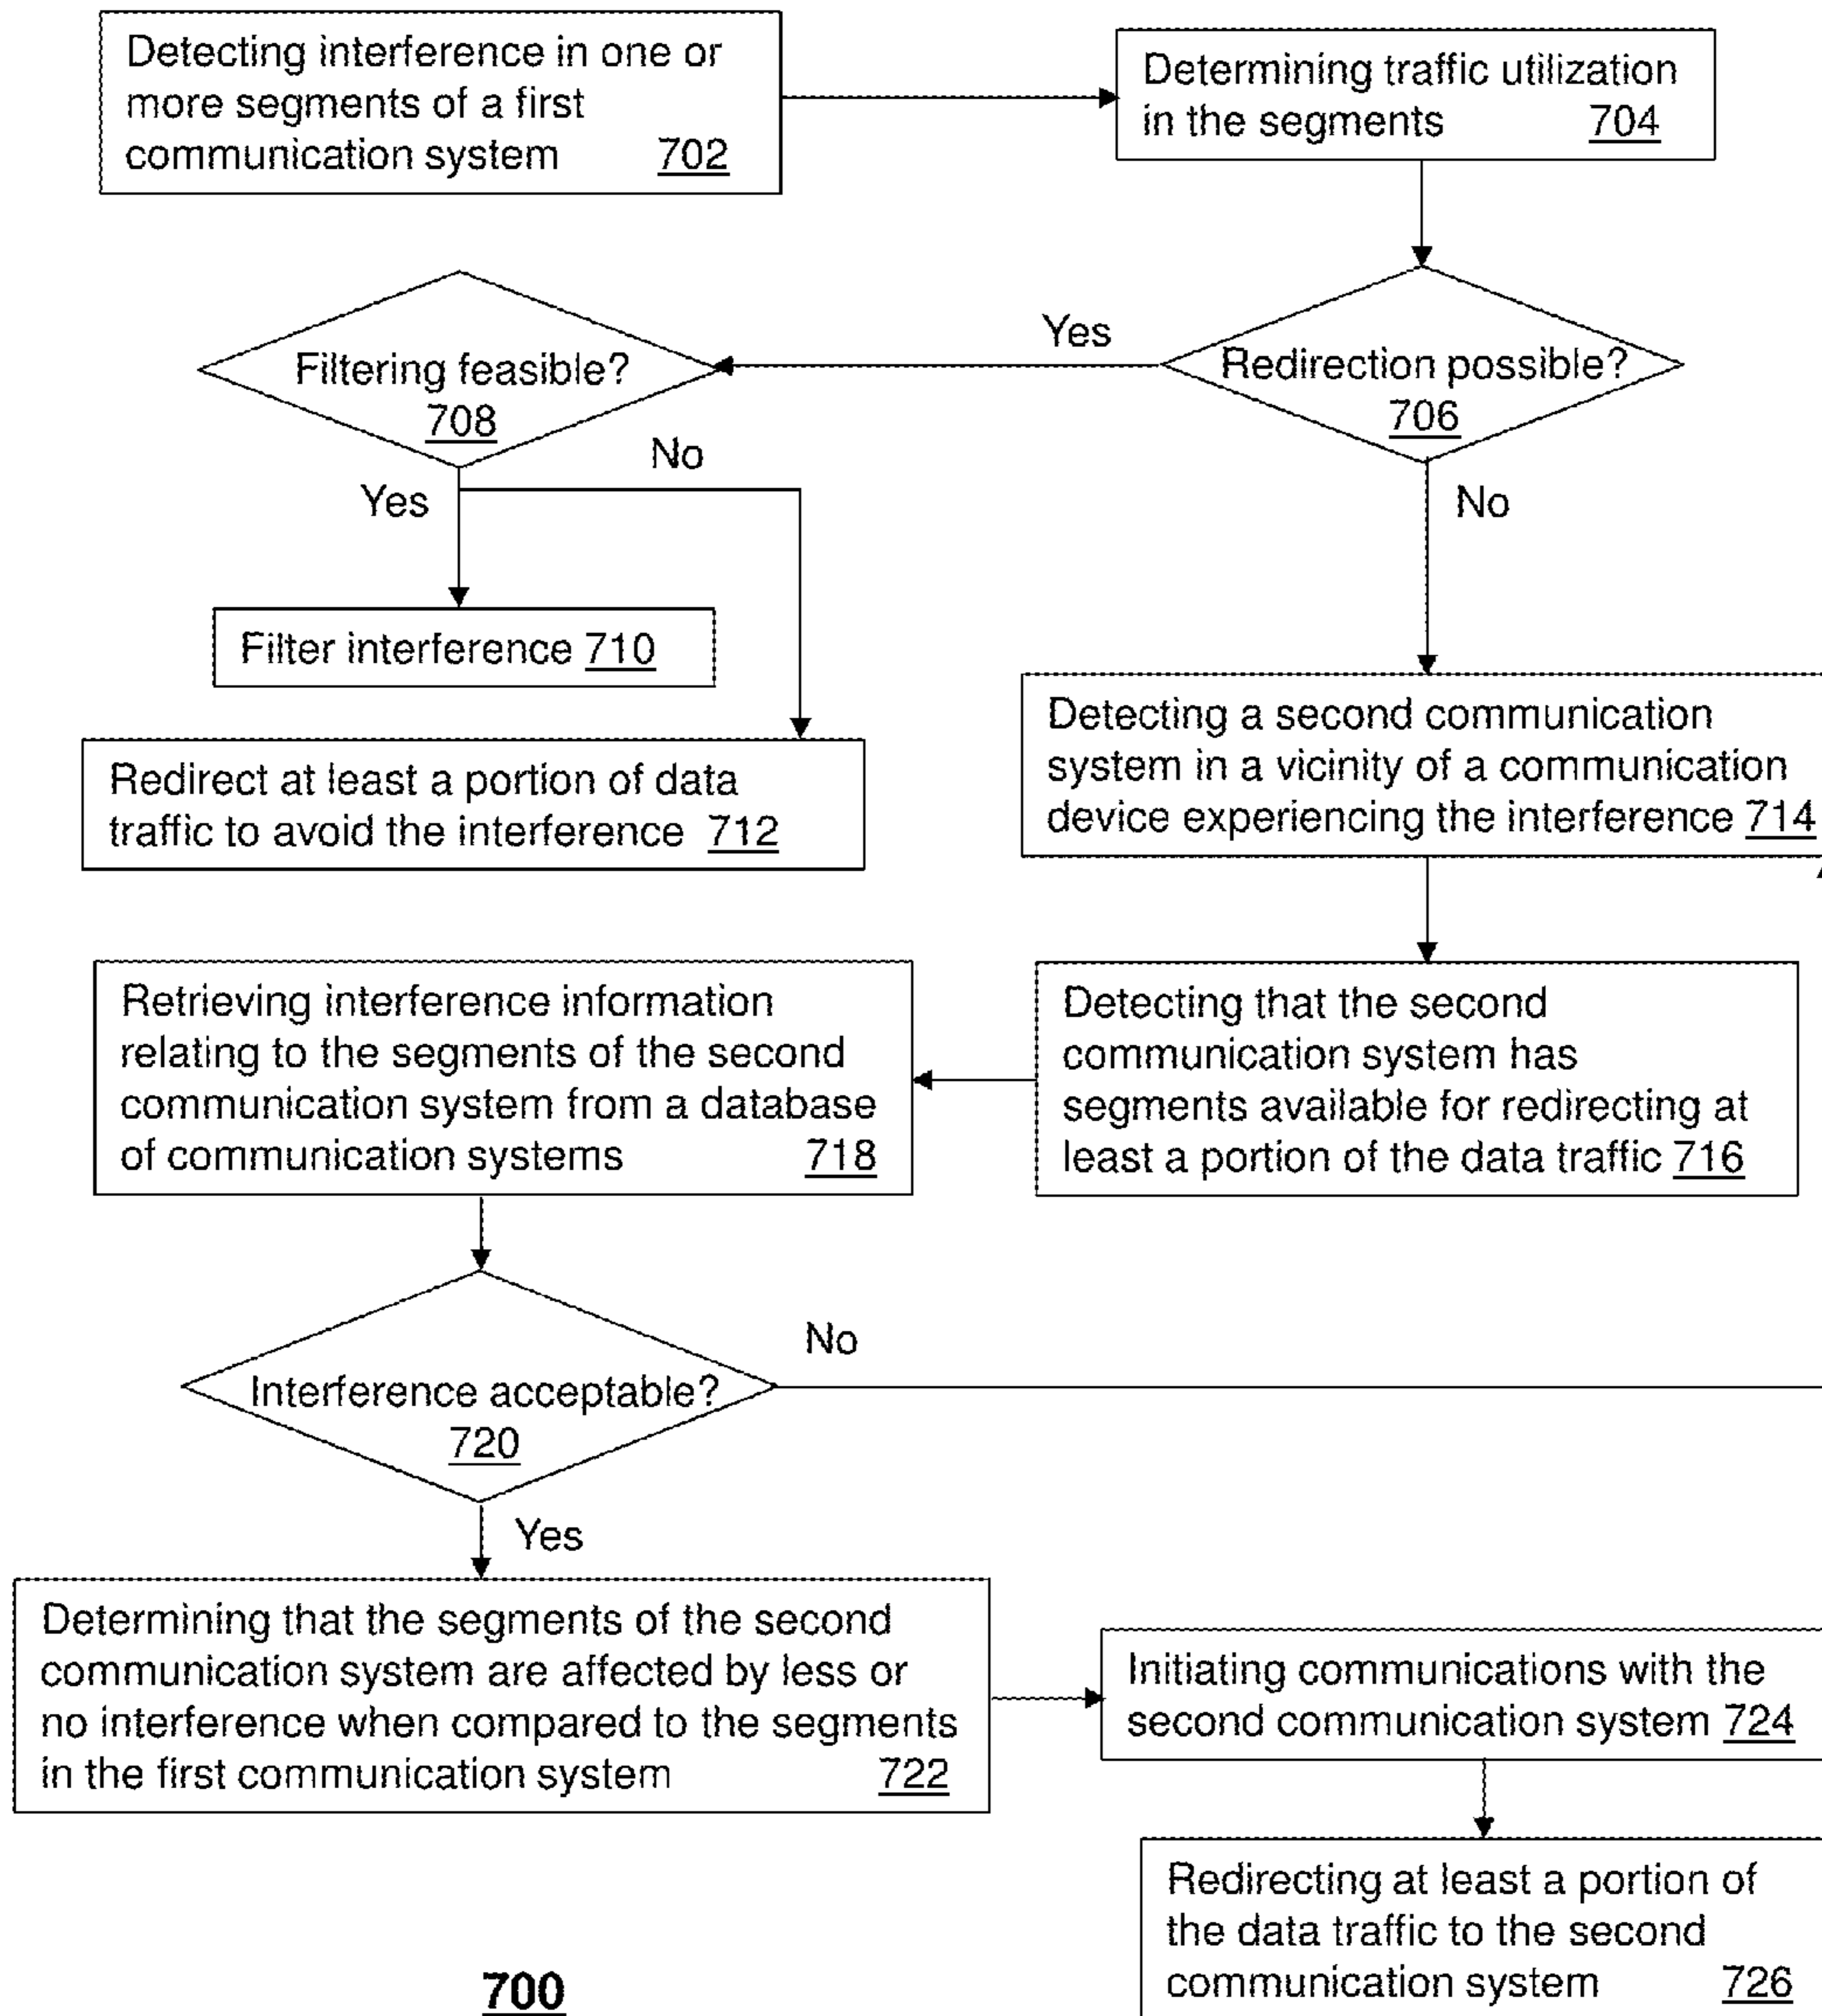 Detecting interference in one or
more segments of a first
communication system 702
Determining traffic utilization
in the segments 704
Redirection possible?
706
Yes
No
Filtering feasible?
708
Yes
No
Filter interference 710
Redirect at least a portion of data
traffic to avoid the interference 712
Detecting a second communication
system in a vicinity of a communication
device experiencing the interference 714
Detecting that the second
communication system has
segments available for redirecting at
least a portion of the data traffic 716
Retrieving interference information
relating to the segments of the second
communication system from a database
of communication systems 718
Interference acceptable?
720
No
Yes
Determining that the segments of the second
communication system are affected by less or
no interference when compared to the segments
in the first communication system 722
Initiating communications with the
second communication system 724
Redirecting at least a portion of
the data traffic to the second
communication system 726
700